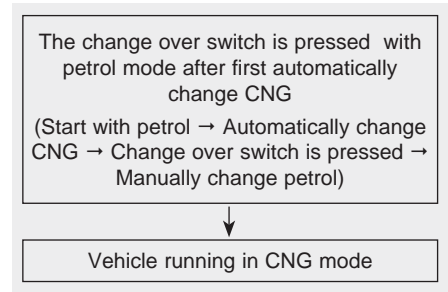 The change over switch is pressed with
petrol mode after first automatically
change CNG
(Start with petrol → Automatically change
CNG → Change over switch is pressed →
Manually change petrol)
Vehicle running in CNG mode